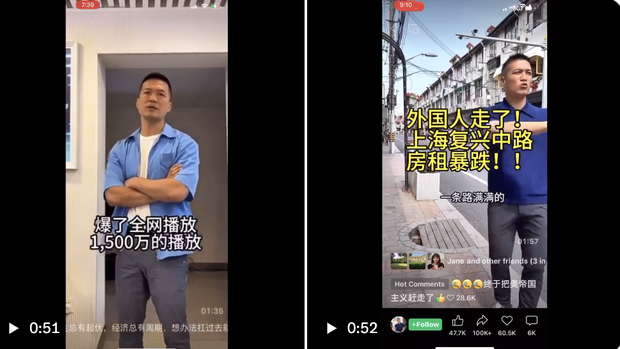 7:39
爆了全网播放
1,500万的播放
01:35
总有起伏，经济总有周期，想办法扛过去
0:51
9:10
外国人走了！
上海复兴中路
房租暴跌！！
一条路满满的
01:57
Jane and other friends (3 in
Hot Comments 终于把美帝国
主义赶走了 28.6K
+Follow
47.7K
100K+
60.5K
6K
0:52